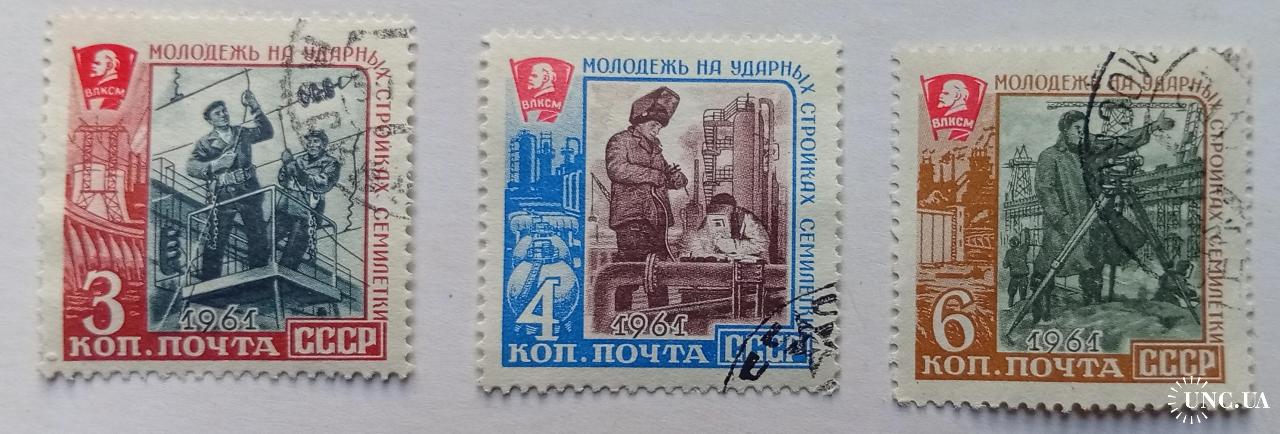 ВЛКСМ
МОЛОДЕЖЬ НА УДАРНЫХ СТРОЙКАХ СЕМИЛЕТКИ
1961
3 КОП. ПОЧТА СССР
ВЛКСМ
МОЛОДЕЖЬ НА УДАРНЫХ СТРОЙКАХ СЕМИЛЕТКИ
1961
4 КОП. ПОЧТА СССР
ВЛКСМ
МОЛОДЕЖЬ НА УДАРНЫХ СТРОЙКАХ СЕМИЛЕТКИ
1961
6 КОП. ПОЧТА СССР
UNC.UA